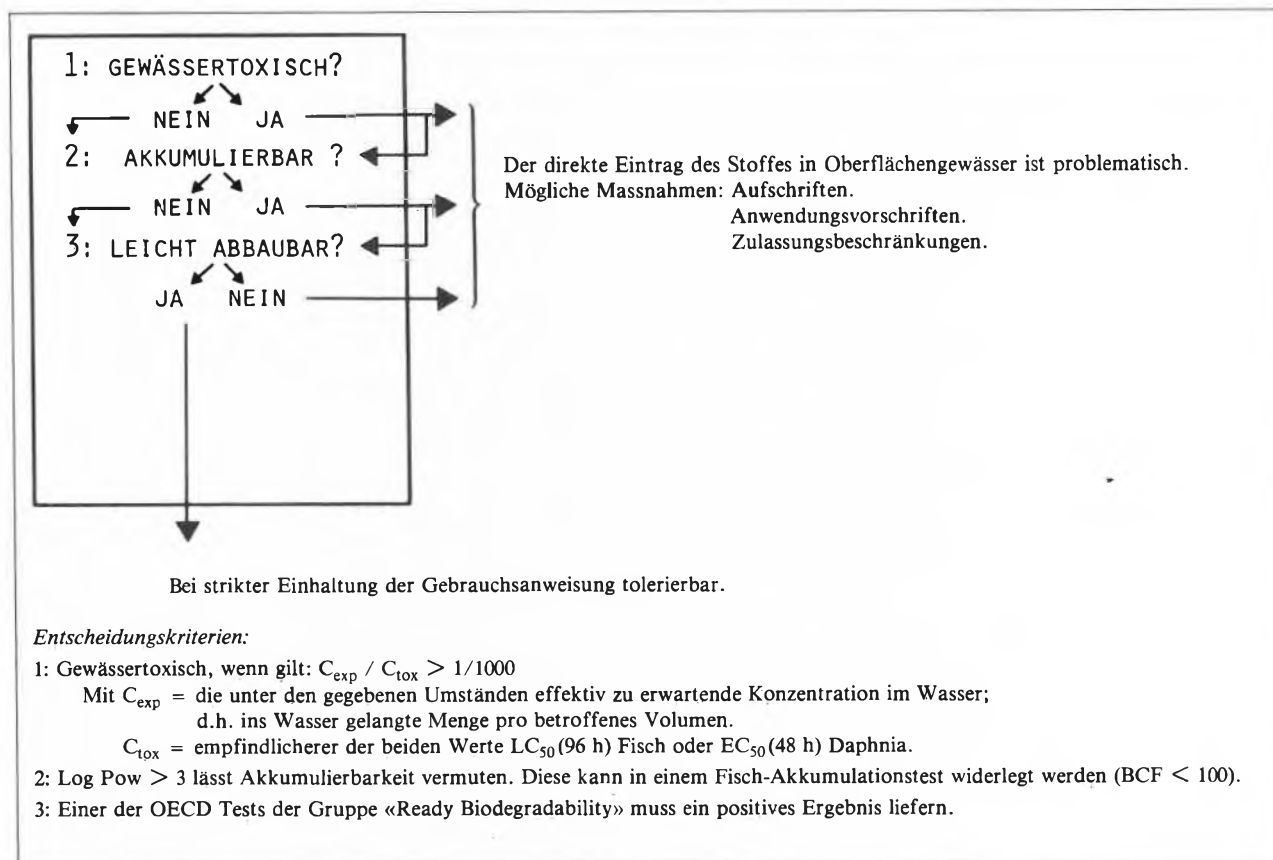 1: GEWÄSSERTOXISCH?
NEIN JA
2: AKKUMULIERBAR ?
NEIN JA
3: LEICHT ABBAUBAR?
JA NEIN
Der direkte Eintrag des Stoffes in Oberflächengewässer ist problematisch.
Mögliche Massnahmen: Aufschriften.
Anwendungsvorschriften.
Zulassungsbeschränkungen.
Bei strikter Einhaltung der Gebrauchsanweisung tolerierbar.
Entscheidungskriterien:
1: Gewässertoxisch, wenn gilt: C_exp / C_tox > 1/1000
Mit C_exp = die unter den gegebenen Umständen effektiv zu erwartende Konzentration im Wasser;
d.h. ins Wasser gelangte Menge pro betroffenes Volumen.
C_tox = empfindlicherer der beiden Werte LC₅₀(96 h) Fisch oder EC₅₀(48 h) Daphnia.
2: Log Pow > 3 lässt Akkumulierbarkeit vermuten. Diese kann in einem Fisch-Akkumulationstest widerlegt werden (BCF < 100).
3: Einer der OECD Tests der Gruppe «Ready Biodegradability» muss ein positives Ergebnis liefern.